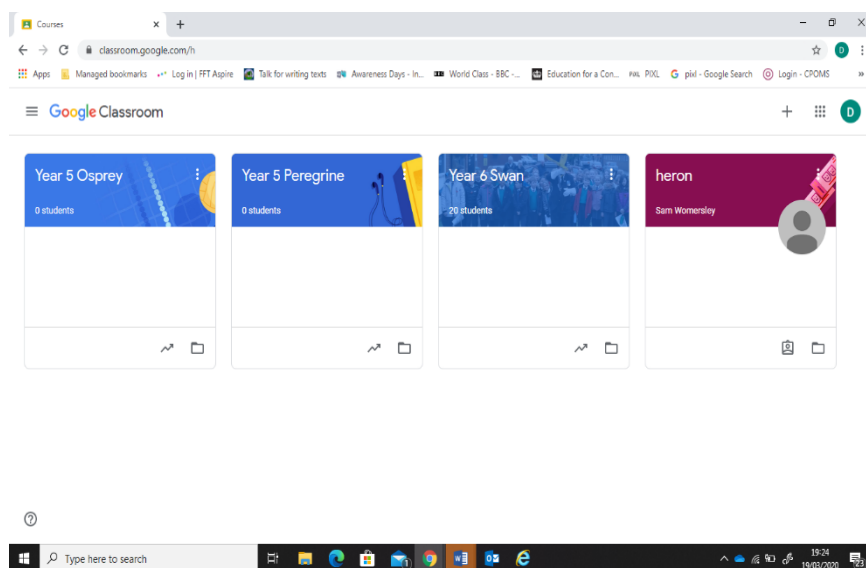 Courses
classroom.google.com/h
D
Apps Managed bookmarks Log in | FFT Aspire Talk for writing texts Awareness Days - In... World Class - BBC -... Education for a Con... PIXL pixl - Google Search Login - CPOMS
Google Classroom
D
Year 5 Osprey Year 5 Peregrine Year 6 Swan heron
0 students 0 students 20 students Sam Womersley
Type here to search
19:24
19/03/2020
23